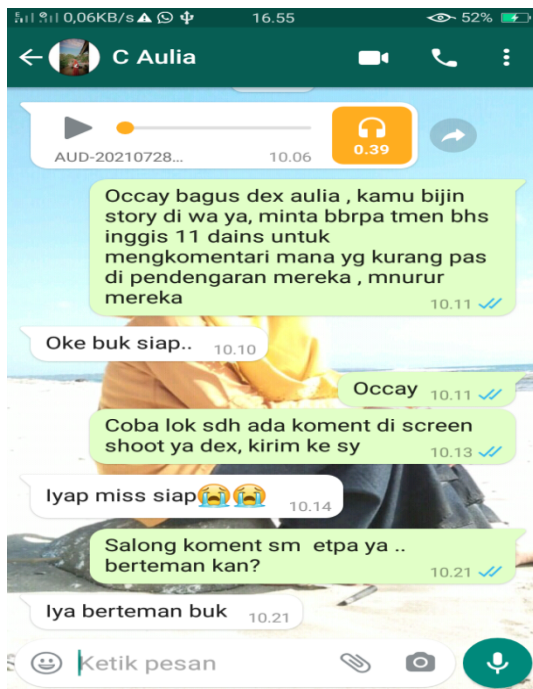 0,06KB/s 16.55 52%
C Aulia
0.39
AUD-20210728... 10.06
Occay bagus dex aulia , kamu bijin
story di wa ya, minta bbrpa tmen bhs
inggis 11 dains untuk
mengkomentari mana yg kurang pas
di pendengaran mereka , mnurur
mereka 10.11
Oke buk siap.. 10.10
Occay 10.11
Coba lok sdh ada koment di screen
shoot ya dex, kirim ke sy 10.13
Iyap miss siap😭😭 10.14
Salong koment sm etpa ya ..
berteman kan? 10.21
Iya berteman buk 10.21
Ketik pesan